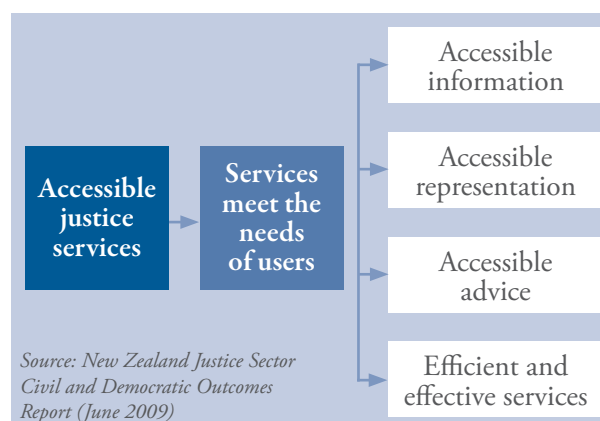 Accessible
justice
services
Services
meet the
needs
of users
Accessible
information
Accessible
representation
Accessible
advice
Efficient and
effective services
Source: New Zealand Justice Sector
Civil and Democratic Outcomes
Report (June 2009)